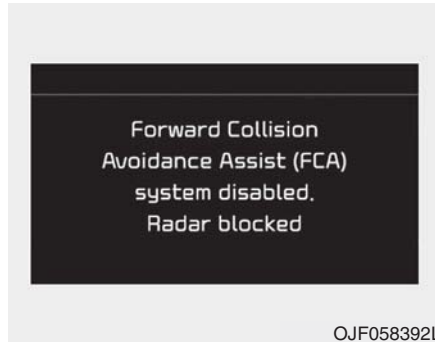 Forward Collision
Avoidance Assist (FCA)
system disabled.
Radar blocked
OJF058392L